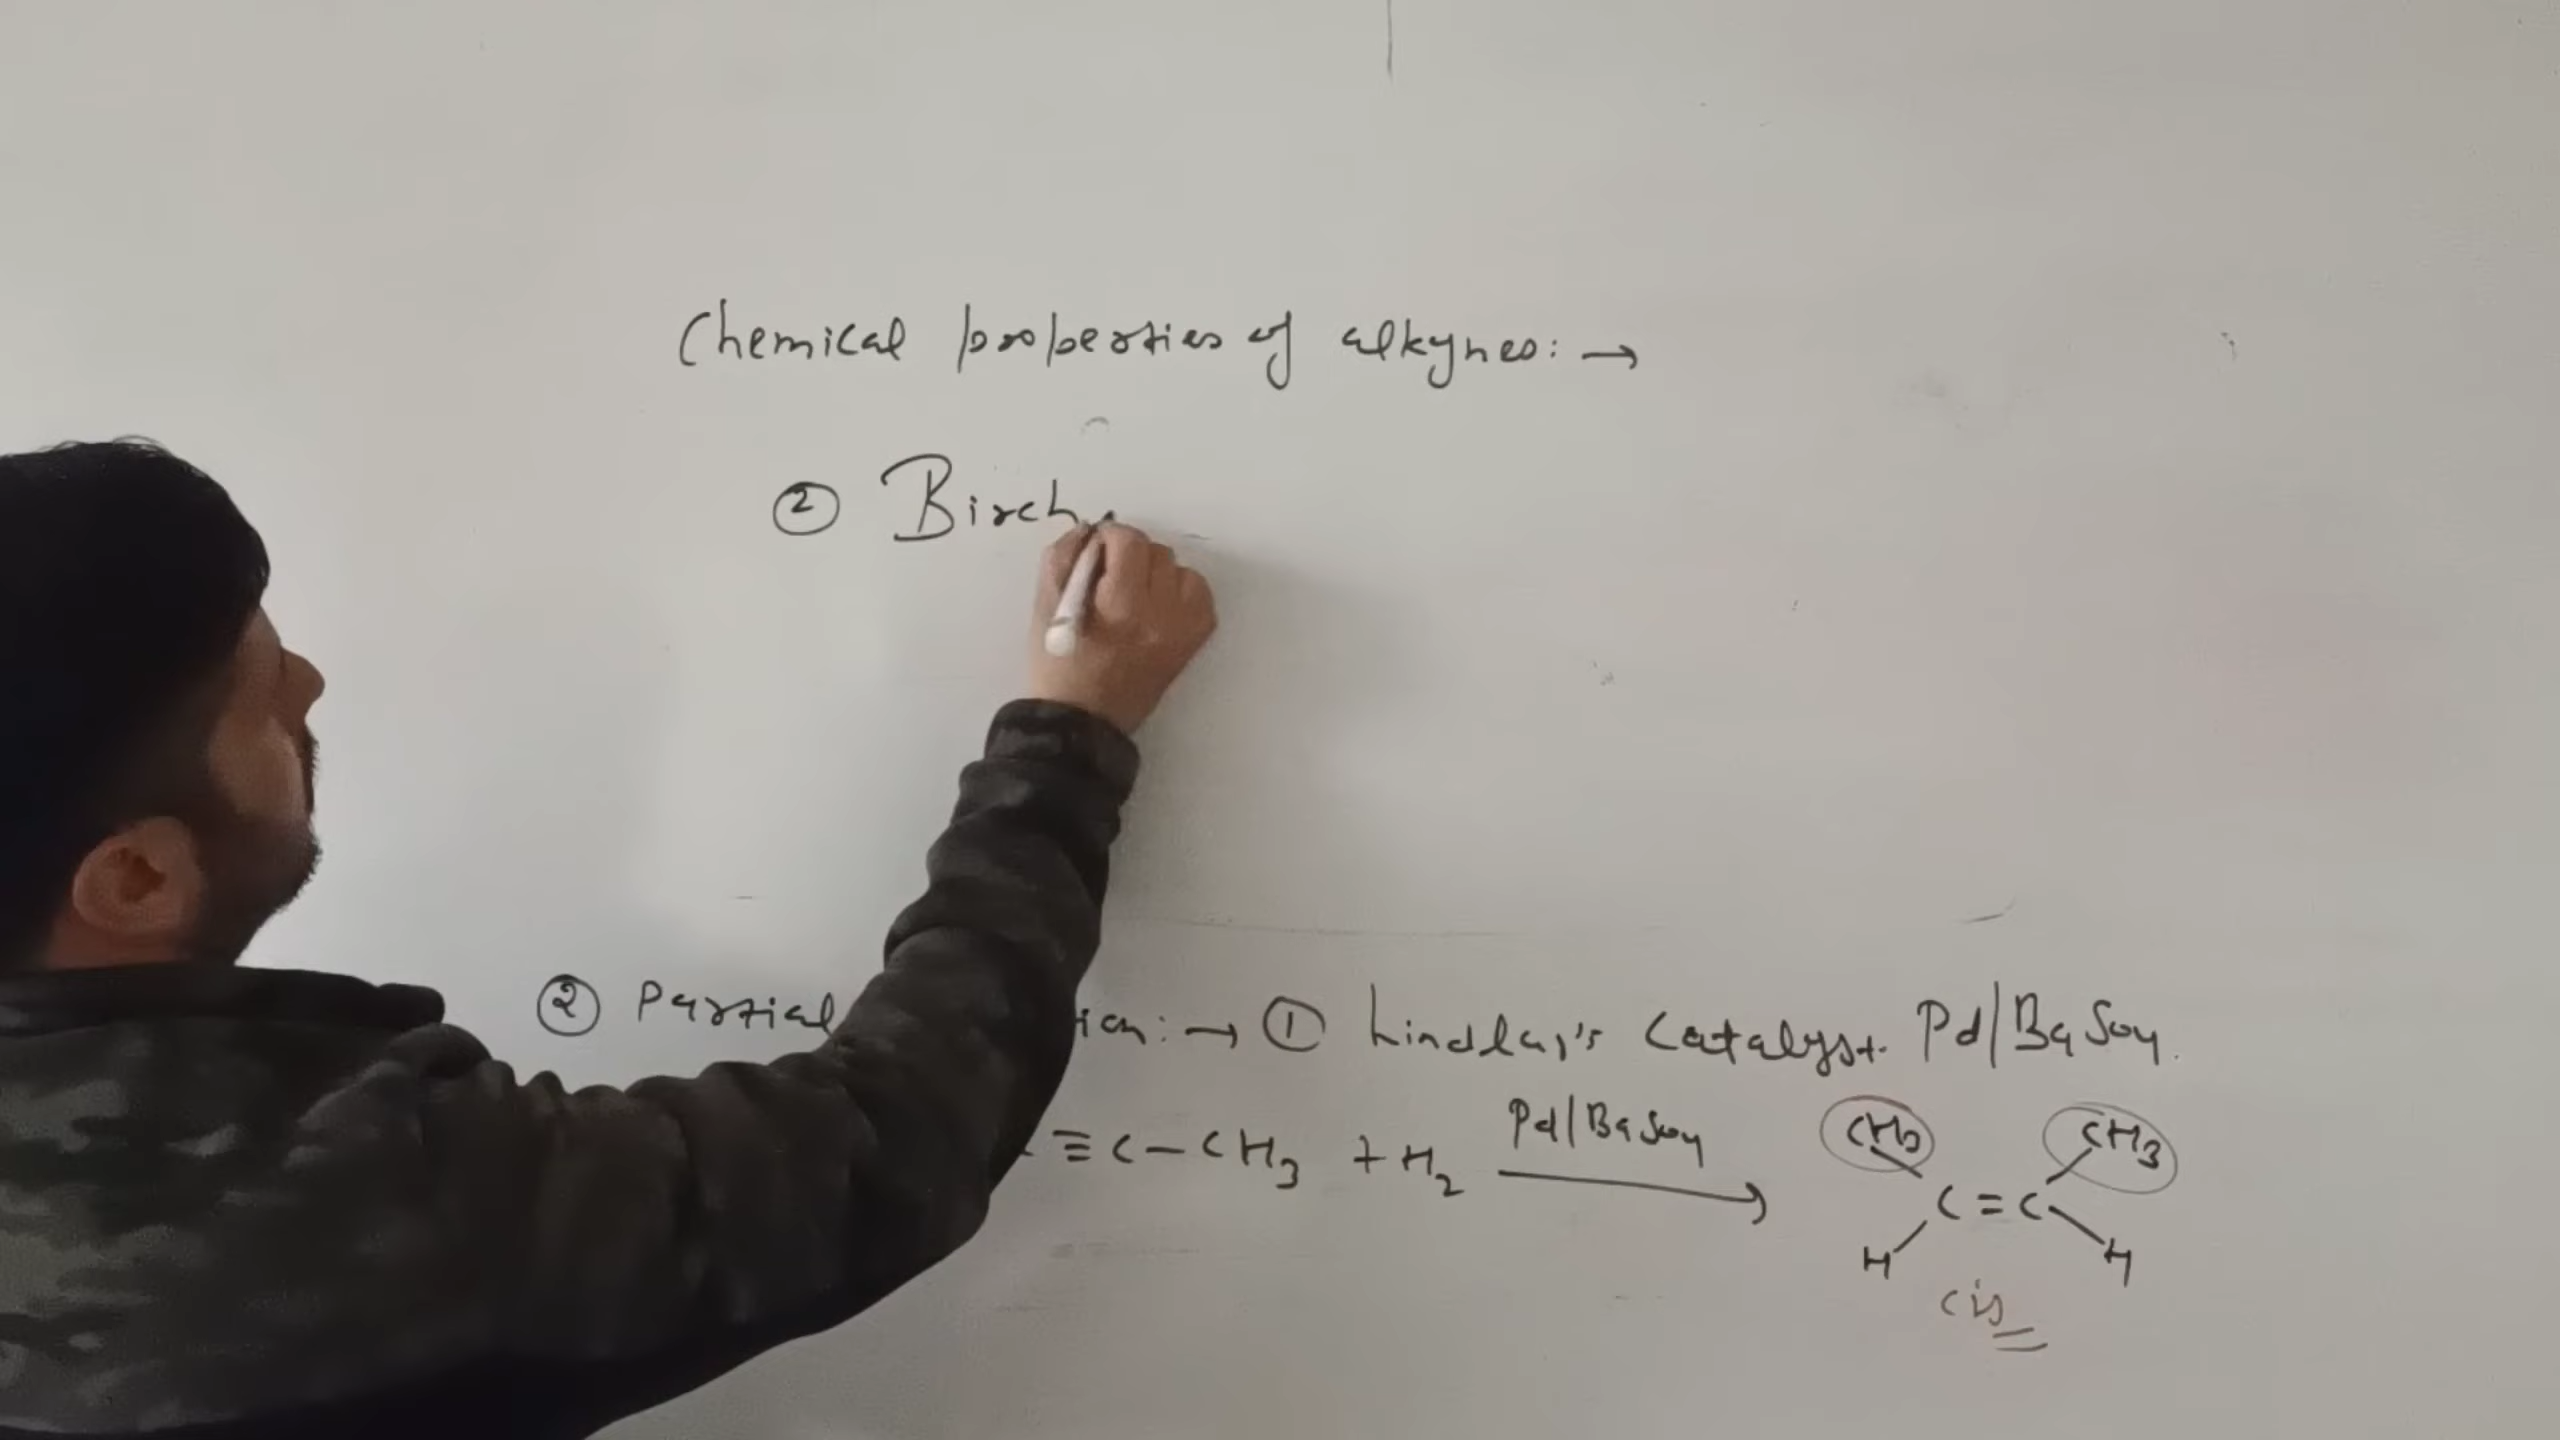 Chemical properties of alkynes: →
② Birch
② Partial ion: → ① Lindlar's Catalyst. Pd/BaSO4.
≡C-CH3 + H2 Pd/BaSO4 →
CH3 CH3
C=C
H H
cis